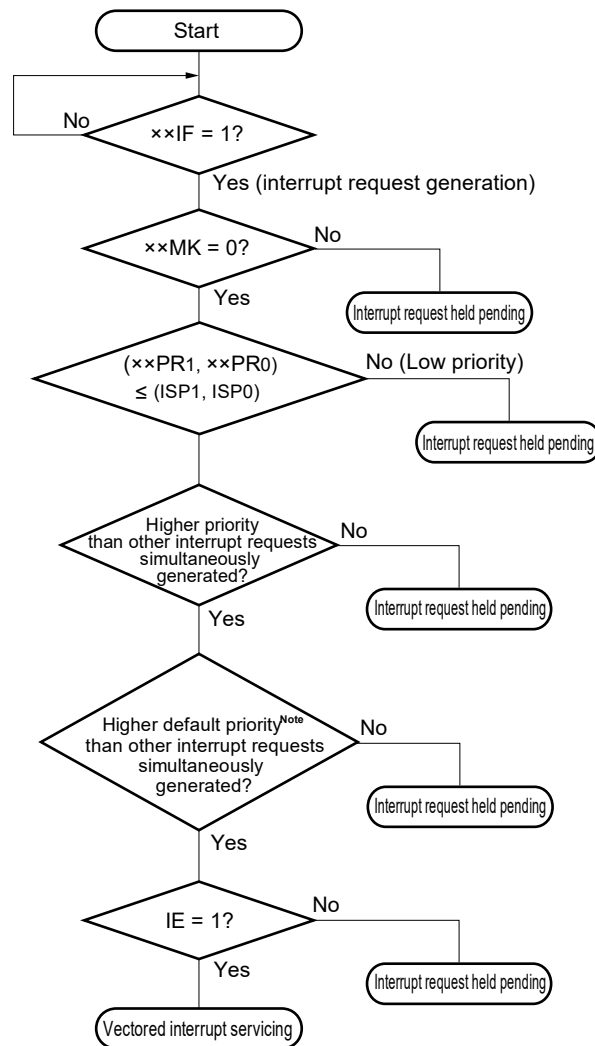 Start
No
××IF = 1?
Yes (interrupt request generation)
××MK = 0?
No
Yes
Interrupt request held pending
(××PR1, ××PR0)
≤ (ISP1, ISP0)
No (Low priority)
Interrupt request held pending
Higher priority
than other interrupt requests
simultaneously
generated?
No
Interrupt request held pending
Yes
Higher default priorityNote
than other interrupt requests
simultaneously
generated?
No
Interrupt request held pending
Yes
IE = 1?
No
Yes
Interrupt request held pending
Vectored interrupt servicing